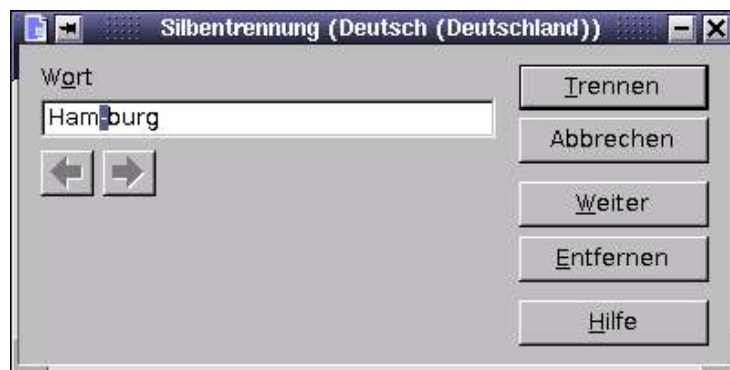 Silbentrennung (Deutsch (Deutschland))
Wort
Ham-burg
Trennen
Abbrechen
Weiter
Entfernen
Hilfe